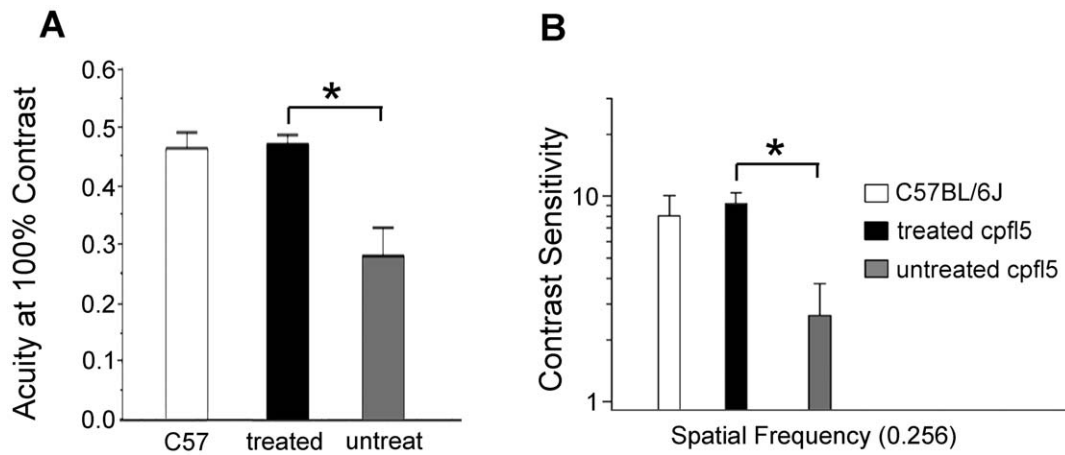 A
Acuity at 100% Contrast
0.6
0.5
0.4
0.3
0.2
0.1
0.0
*
C57 treated untreat
B
Contrast Sensitivity
10
1
*
C57BL/6J
treated cpfl5
untreated cpfl5
Spatial Frequency (0.256)